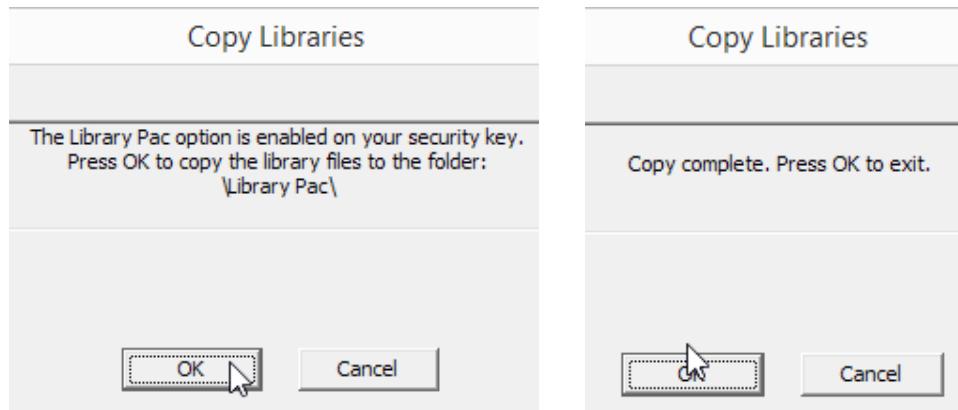 Copy Libraries
The Library Pac option is enabled on your security key.
Press OK to copy the library files to the folder:
\Library Pac\
OK
Cancel
Copy Libraries
Copy complete. Press OK to exit.
OK
Cancel